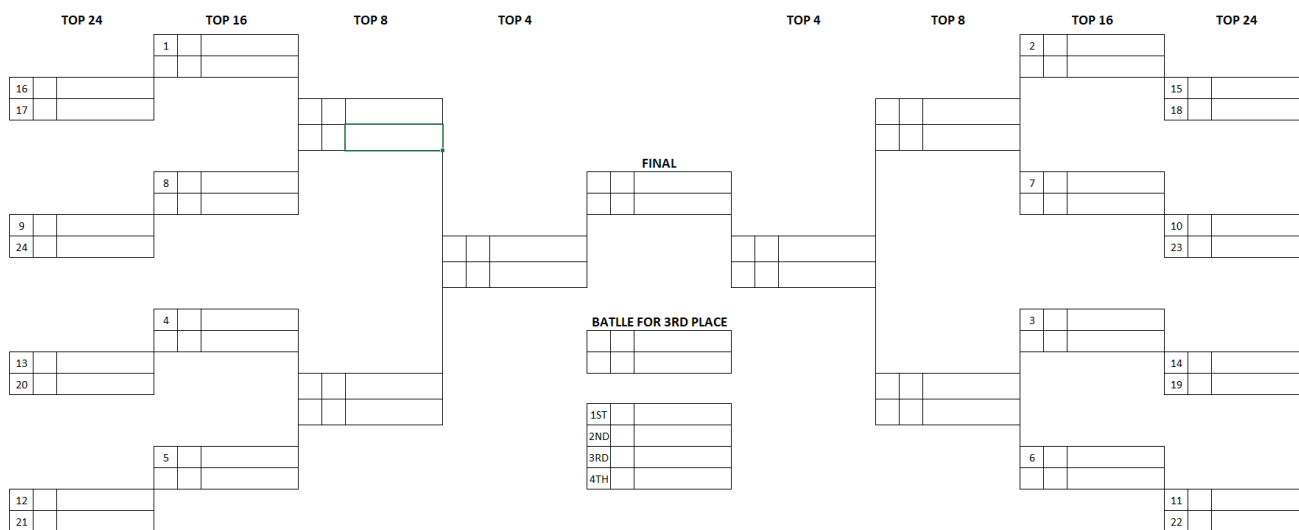 TOP 24 TOP 16 TOP 8 TOP 4 TOP 4 TOP 8 TOP 16 TOP 24
1 2
16 15
17 18
FINAL
8 7
9 10
24 23
4 BATLLE FOR 3RD PLACE 3
13 14
20 19
1ST
2ND
5 3RD 6
4TH
12 11
21 22